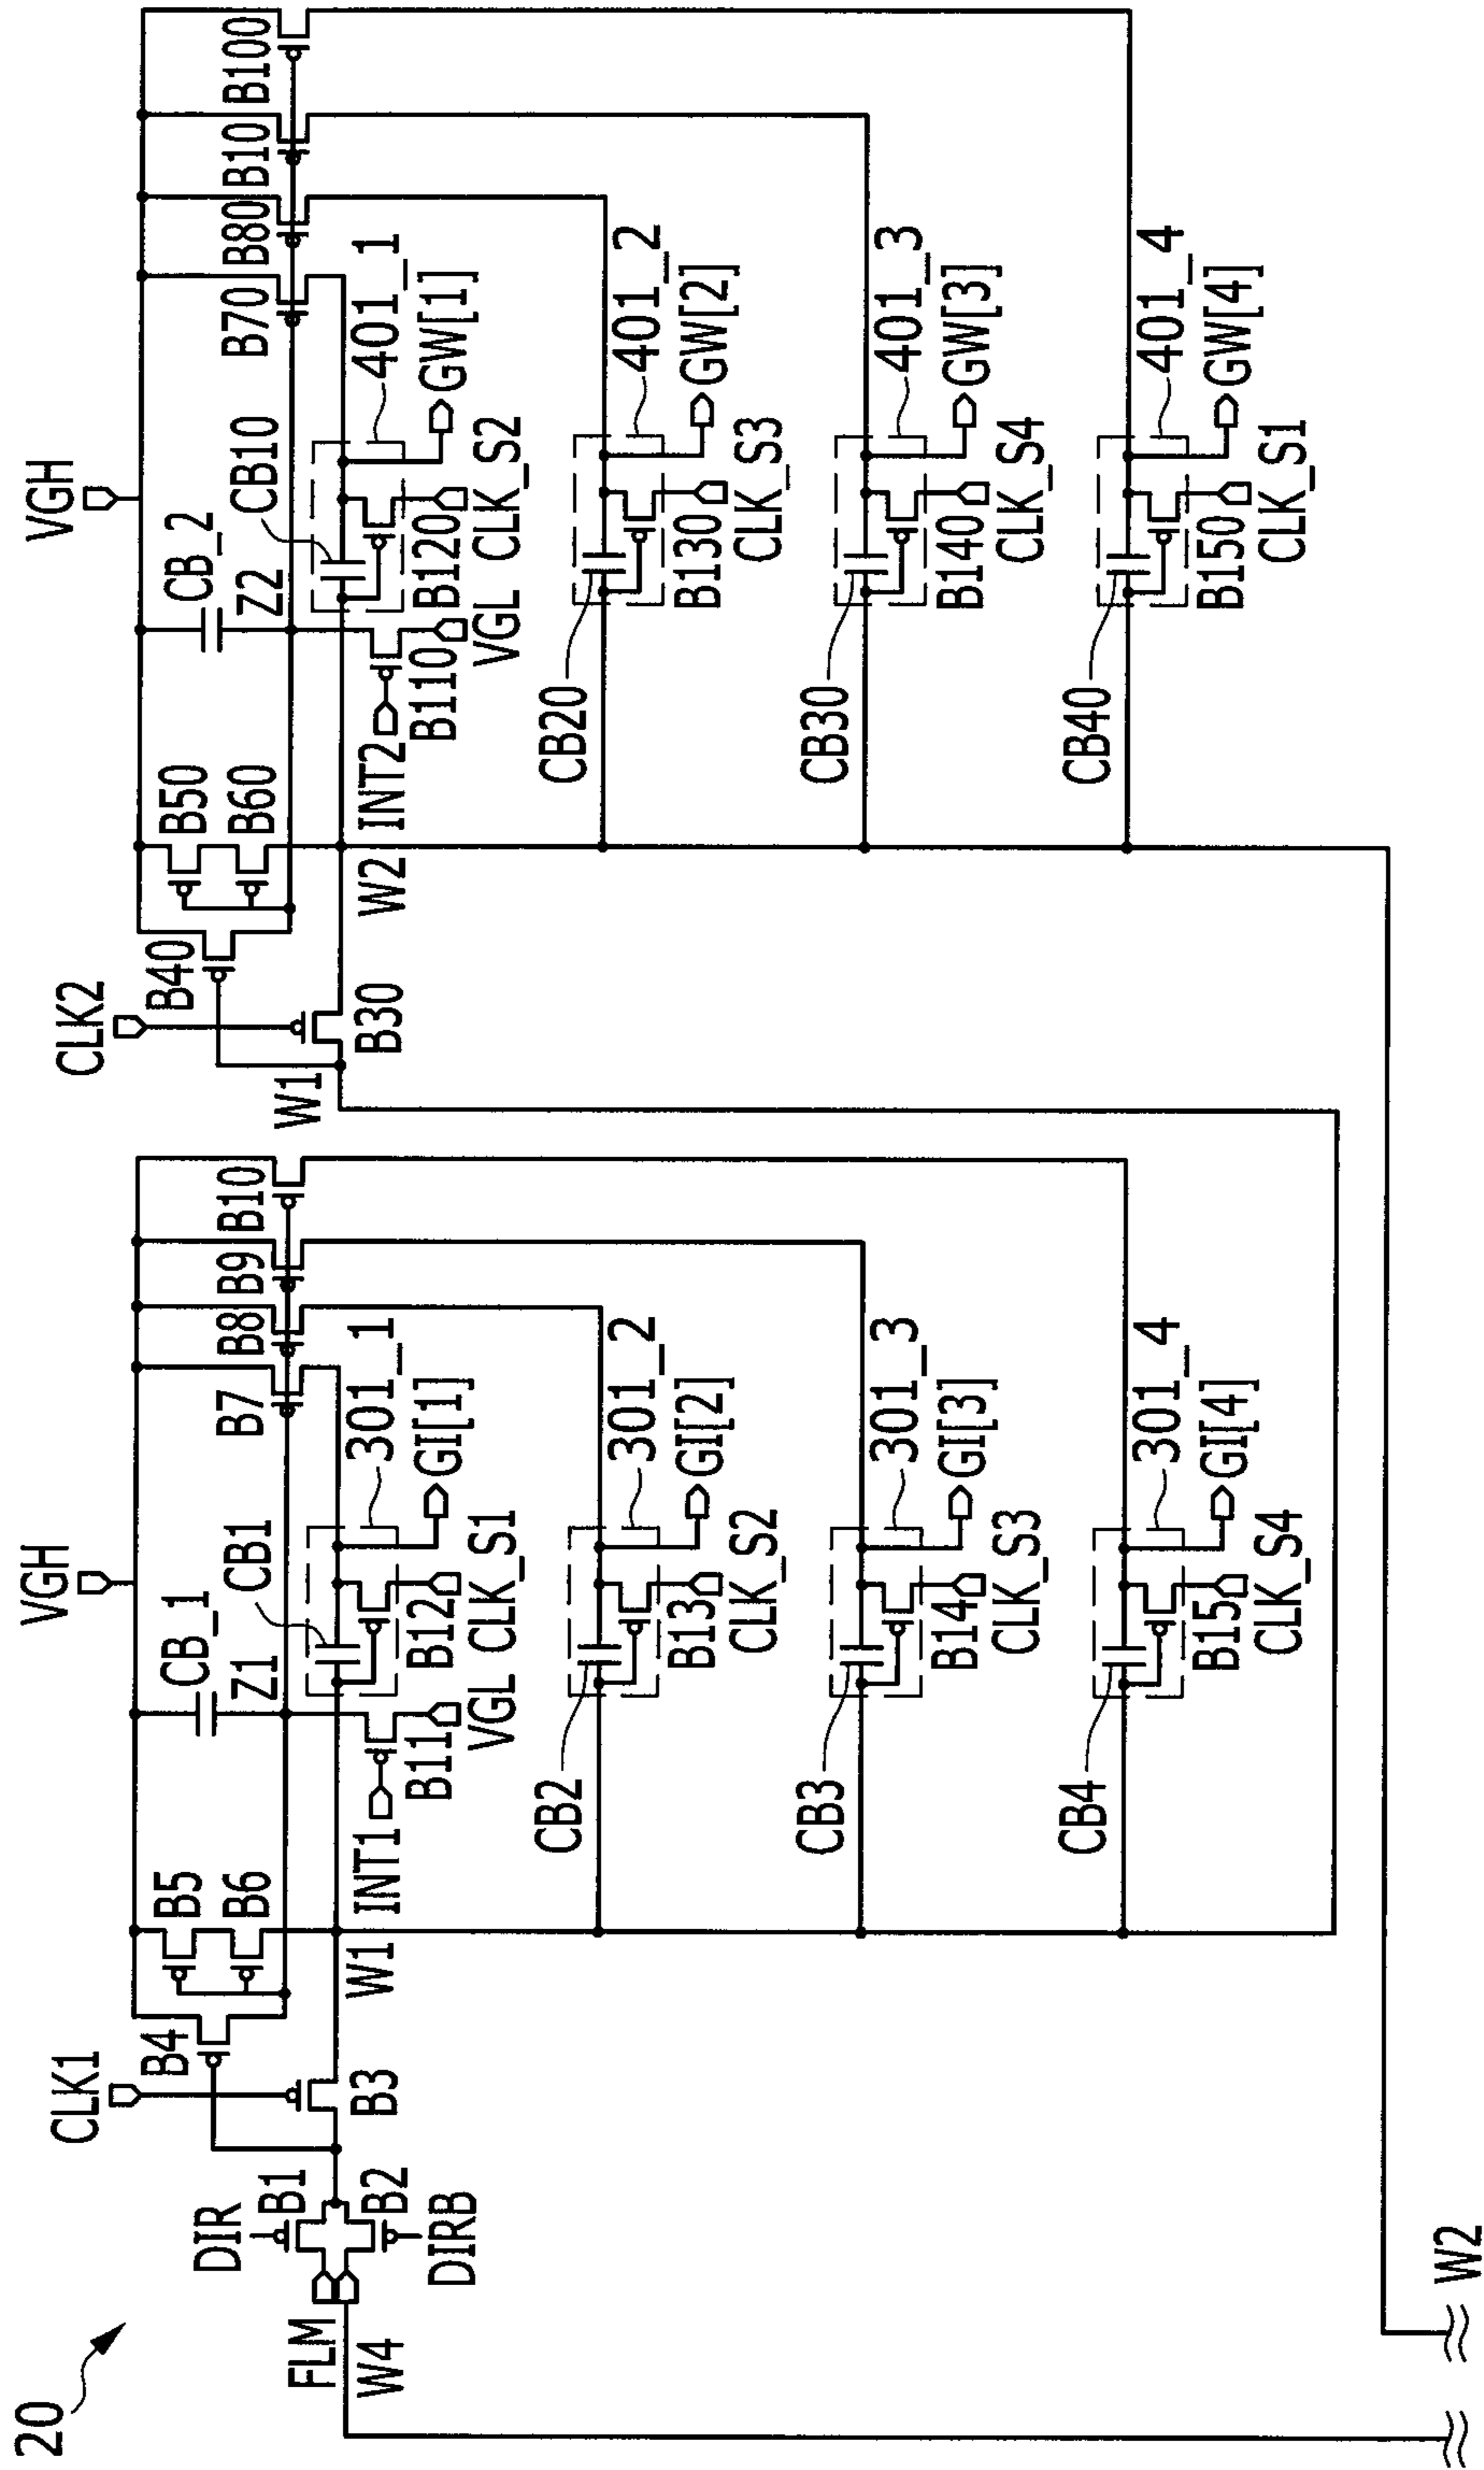 20
FLM
W4
DIR
B1
B2
DIRB
CLK1
B4
B3
W1
B5
B6
INT1
B11
VGL
VGH
CB_1
Z1
CB1
B12
CLK_S1
301_1
GI[1]
B7
B8
B9
B10
CB2
B13
CLK_S2
301_2
GI[2]
CB3
B14
CLK_S3
301_3
GI[3]
CB4
B15
CLK_S4
301_4
GI[4]
W1
CLK2
B40
B30
W2
B50
B60
INT2
B110
VGL
VGH
CB_2
Z2
CB10
B120
CLK_S2
401_1
GW[1]
B70
B80
B10
B100
CB20
B130
CLK_S3
401_2
GW[2]
CB30
B140
CLK_S4
401_3
GW[3]
CB40
B150
CLK_S1
401_4
GW[4]
W2